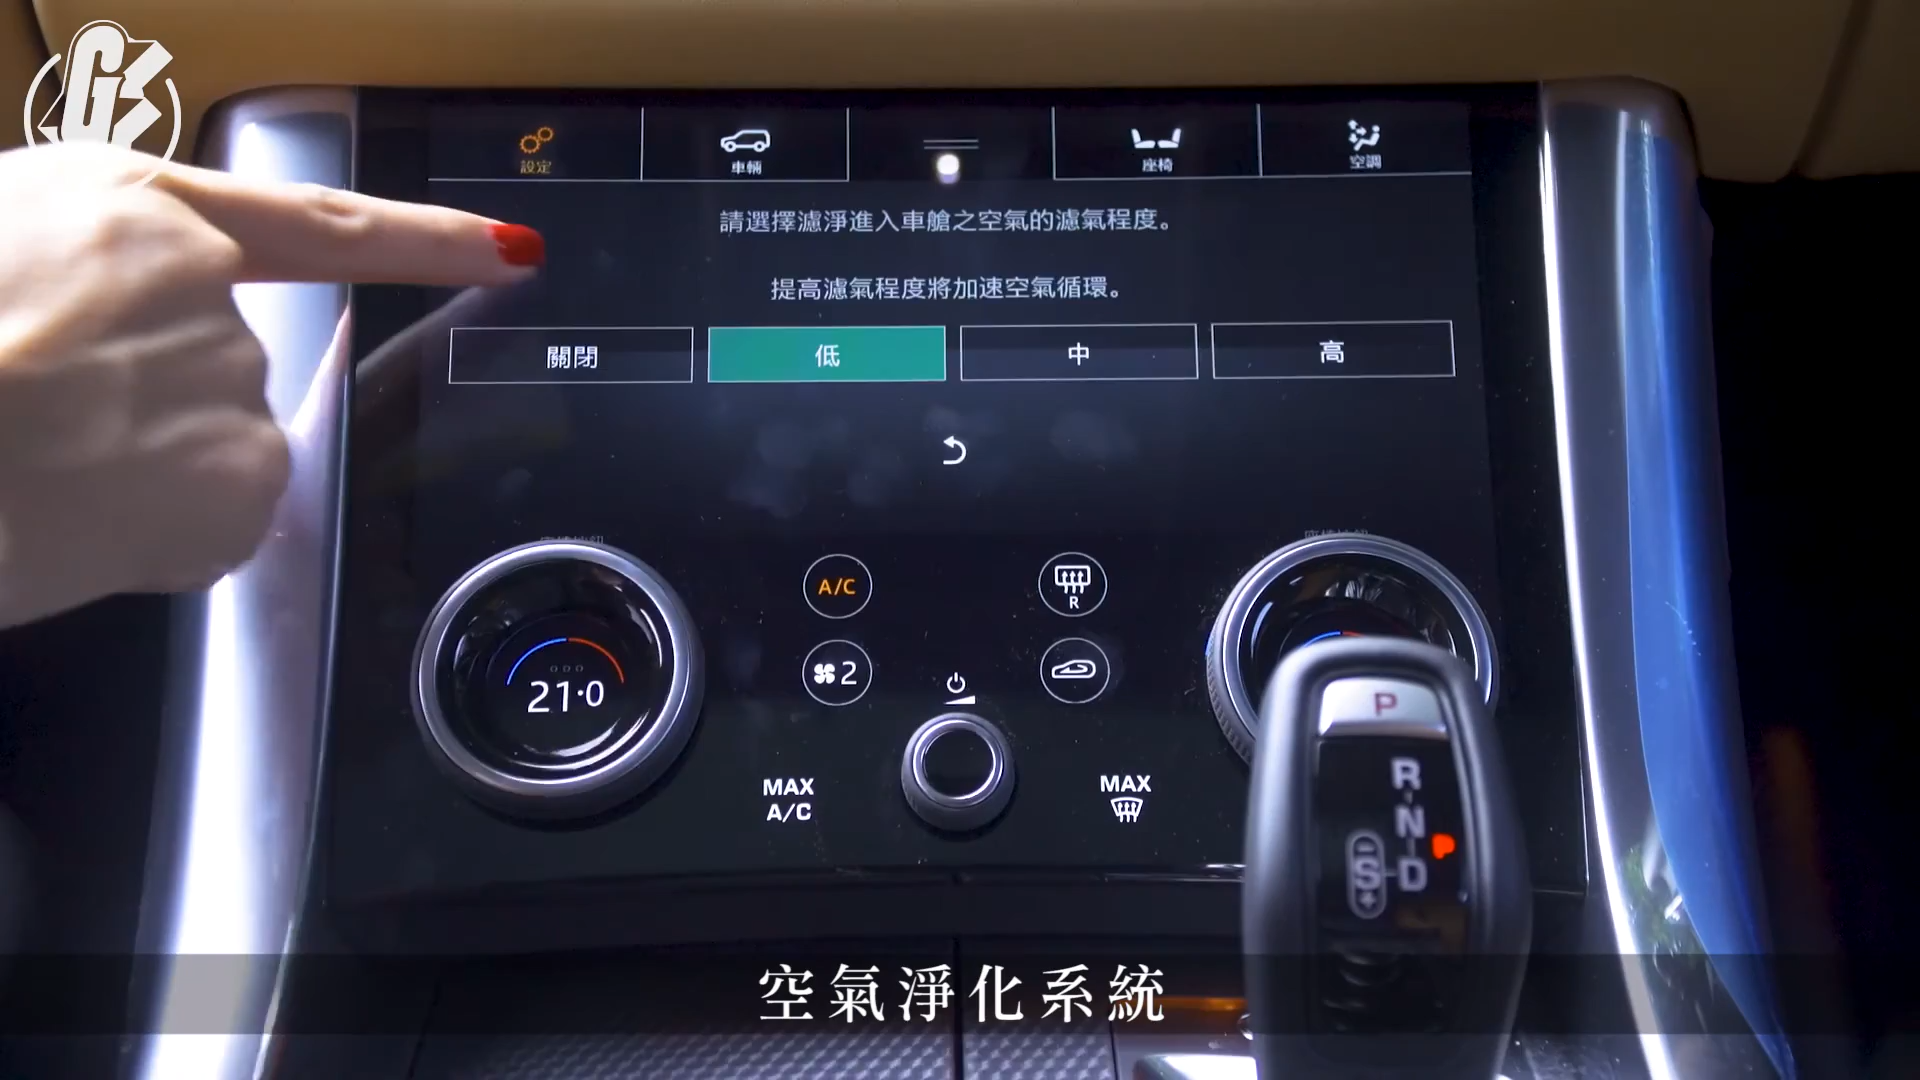 設定
車輛
座椅
空調
請選擇濾淨進入車艙之空氣的濾氣程度。
提高濾氣程度將加速空氣循環。
關閉
低
中
高
A/C
R
21·0
2
MAX
A/C
MAX
P
R
N
D
S
空氣淨化系統